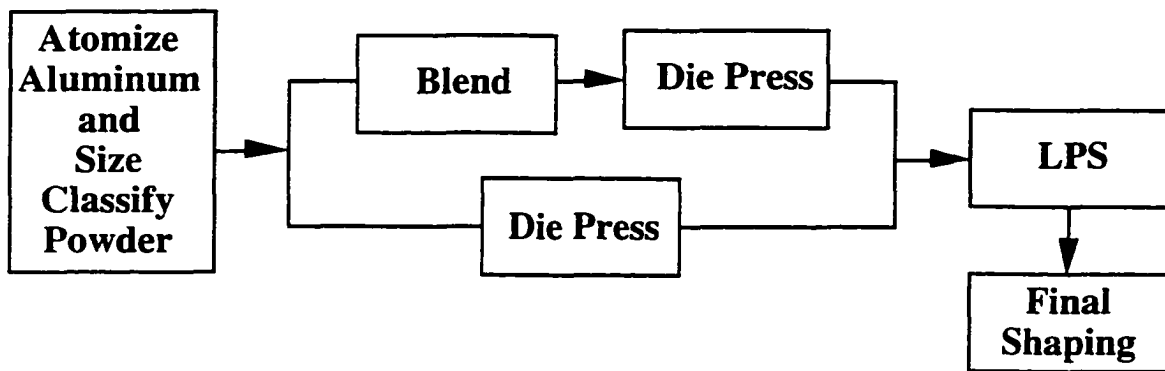 Atomize
Aluminum
and
Size
Classify
Powder
Blend
Die Press
Die Press
LPS
Final
Shaping